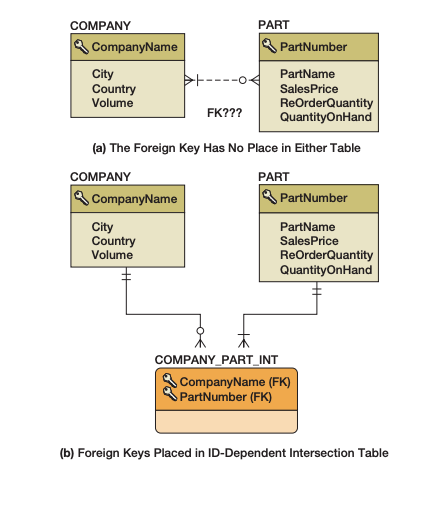 COMPANY
PART
CompanyName
PartNumber
City
Country
Volume
PartName
SalesPrice
ReOrderQuantity
QuantityOnHand
FK???
(a) The Foreign Key Has No Place in Either Table
COMPANY
PART
CompanyName
PartNumber
City
Country
Volume
PartName
SalesPrice
ReOrderQuantity
QuantityOnHand
COMPANY_PART_INT
CompanyName (FK)
PartNumber (FK)
(b) Foreign Keys Placed in ID-Dependent Intersection Table